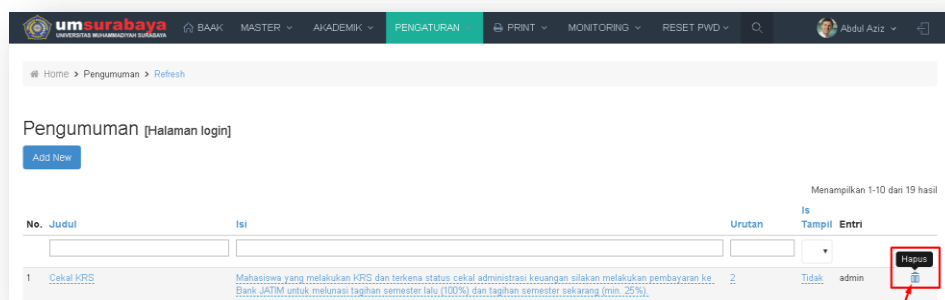 umsurabaya
UNIVERSITAS MUHAMMADIYAH SURABAYA
BAAK MASTER AKADEMIK PENGATURAN PRINT MONITORING RESET PWD Abdul Aziz
Home > Pengumuman > Refresh
Pengumuman [Halaman login]
Add New
Menampilkan 1-10 dari 19 hasil
No. Judul Isi Urutan Is Tampil Entri
Hapus
1 Cekal KRS Mahasiswa yang melakukan KRS dan terkena status cekal administrasi keuangan silakan melakukan pembayaran ke 2 Tidak admin
Bank JATIM untuk melunasi tagihan semester lalu (100%) dan tagihan semester sekarang (min. 25%).